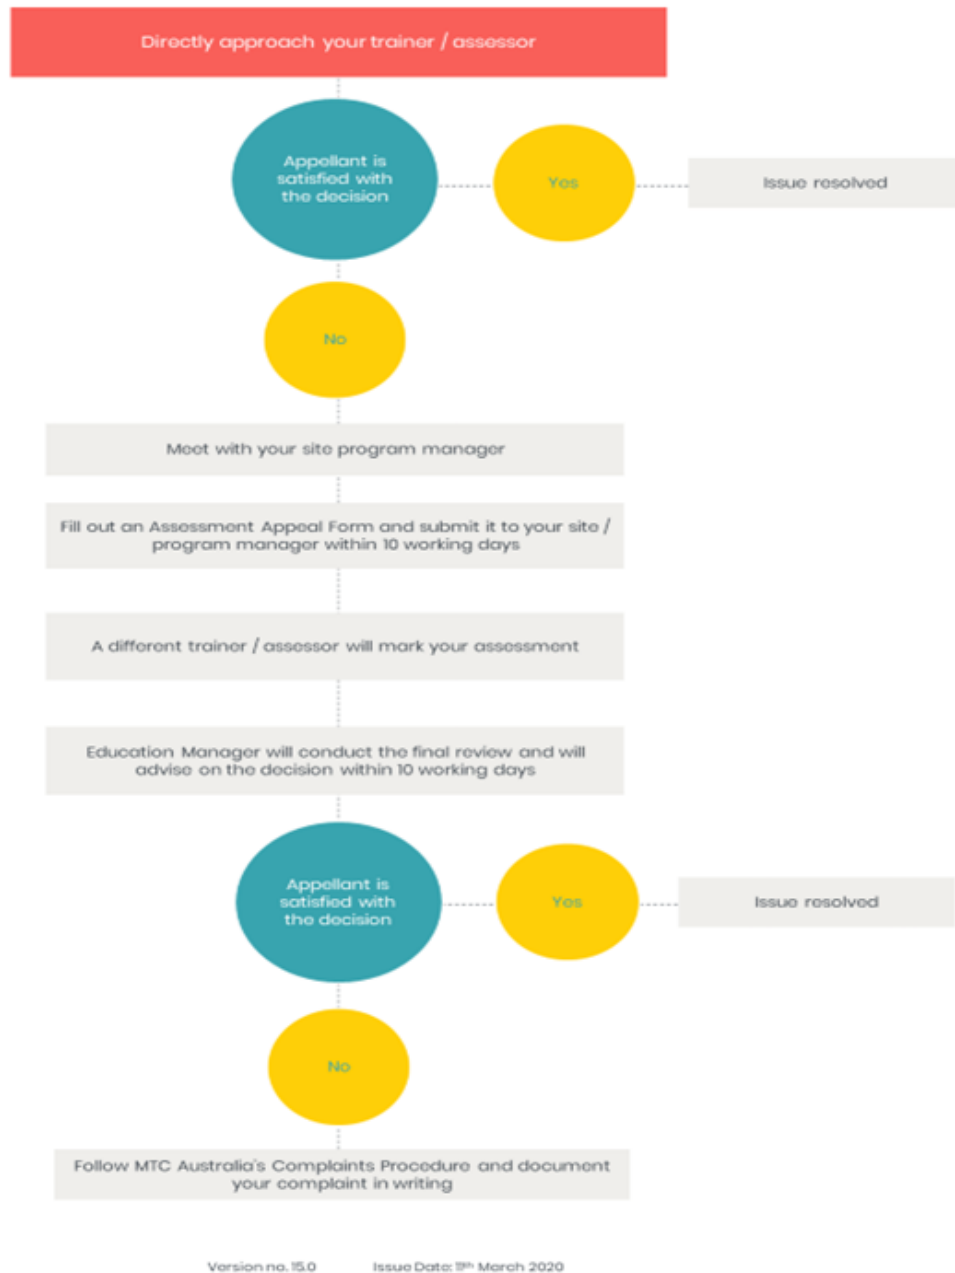 Directly approach your trainer / assessor
Appellant is
satisfied with
the decision
Yes
Issue resolved
No
Meet with your site program manager
Fill out an Assessment Appeal Form and submit it to your site /
program manager within 10 working days
A different trainer / assessor will mark your assessment
Education Manager will conduct the final review and will
advise on the decision within 10 working days
Appellant is
satisfied with
the decision
Yes
Issue resolved
No
Follow MTC Australia's Complaints Procedure and document
your complaint in writing
Version no. 15.0 Issue Date: 11th March 2020